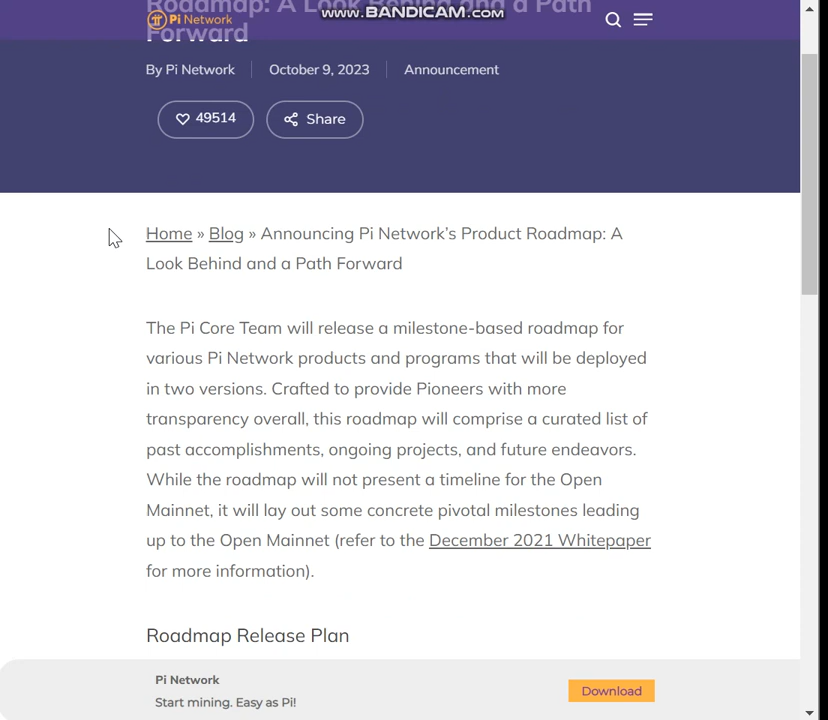 Roadmap: A Look Behind and a Path
Pi Network
www.BANDICAM.com
Forward
By Pi Network
October 9, 2023
Announcement
49514
Share
Home » Blog » Announcing Pi Network’s Product Roadmap: A
Look Behind and a Path Forward
The Pi Core Team will release a milestone-based roadmap for
various Pi Network products and programs that will be deployed
in two versions. Crafted to provide Pioneers with more
transparency overall, this roadmap will comprise a curated list of
past accomplishments, ongoing projects, and future endeavors.
While the roadmap will not present a timeline for the Open
Mainnet, it will lay out some concrete pivotal milestones leading
up to the Open Mainnet (refer to the December 2021 Whitepaper
for more information).
Roadmap Release Plan
Pi Network
Start mining. Easy as Pi!
Download